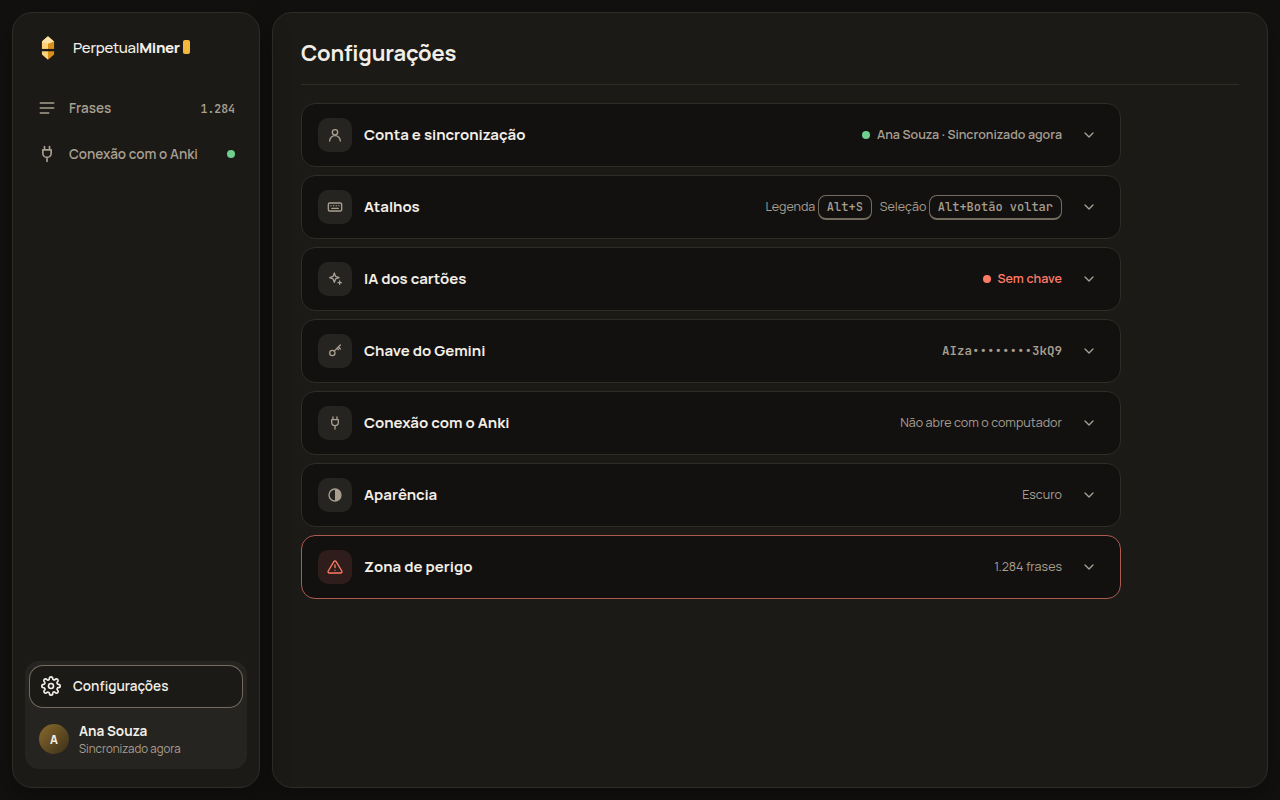 PerpetualMiner
Frases 1.284
Conexão com o Anki
Configurações
Ana Souza
Sincronizado agora
A
Configurações
Conta e sincronização Ana Souza · Sincronizado agora
Atalhos Legenda Alt+S Seleção Alt+Botão voltar
IA dos cartões Sem chave
Chave do Gemini AIza••••••••3kQ9
Conexão com o Anki Não abre com o computador
Aparência Escuro
Zona de perigo 1.284 frases